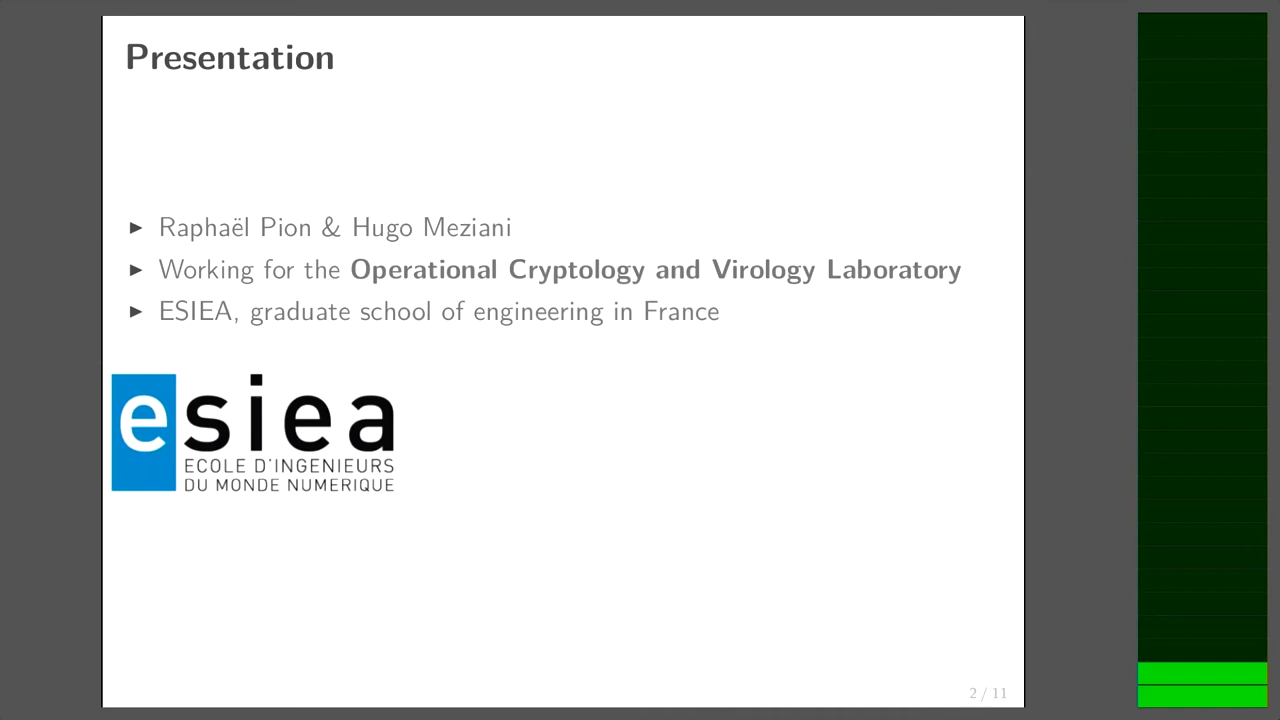 Presentation
► Raphaël Pion & Hugo Meziani
► Working for the Operational Cryptology and Virology Laboratory
► ESIEA, graduate school of engineering in France
esiea
ECOLE D'INGENIEURS
DU MONDE NUMERIQUE
2 / 11